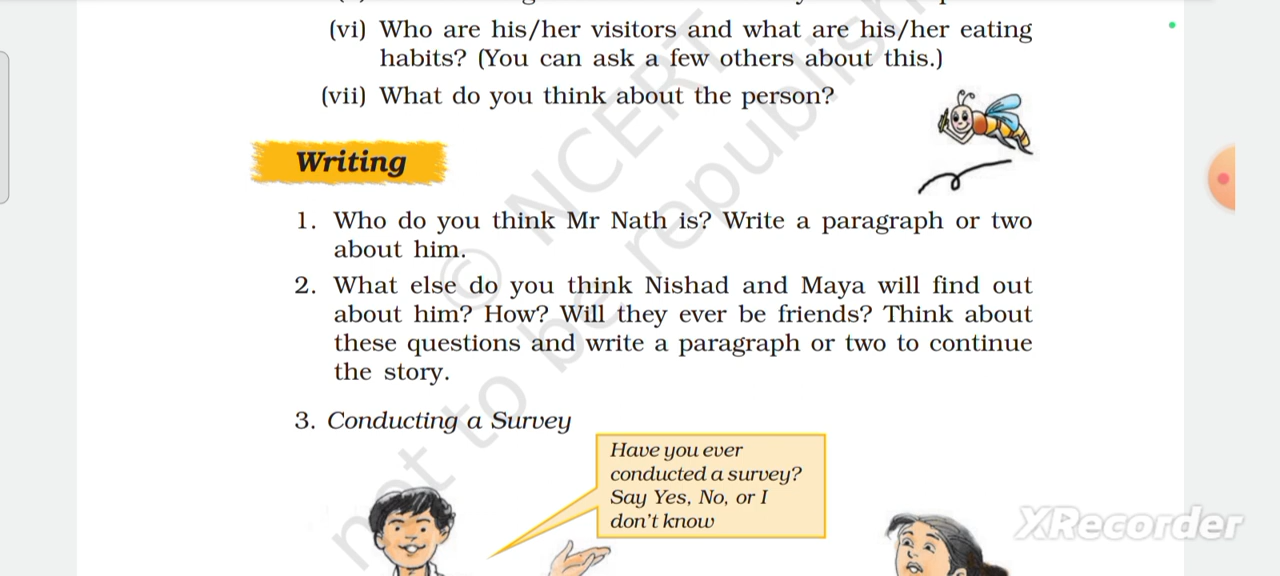 (vi) Who are his/her visitors and what are his/her eating
habits? (You can ask a few others about this.)
(vii) What do you think about the person?
Writing
1. Who do you think Mr Nath is? Write a paragraph or two
about him.
2. What else do you think Nishad and Maya will find out
about him? How? Will they ever be friends? Think about
these questions and write a paragraph or two to continue
the story.
3. Conducting a Survey
Have you ever
conducted a survey?
Say Yes, No, or I
don't know
© NCERT
not to be republish
XRecorder